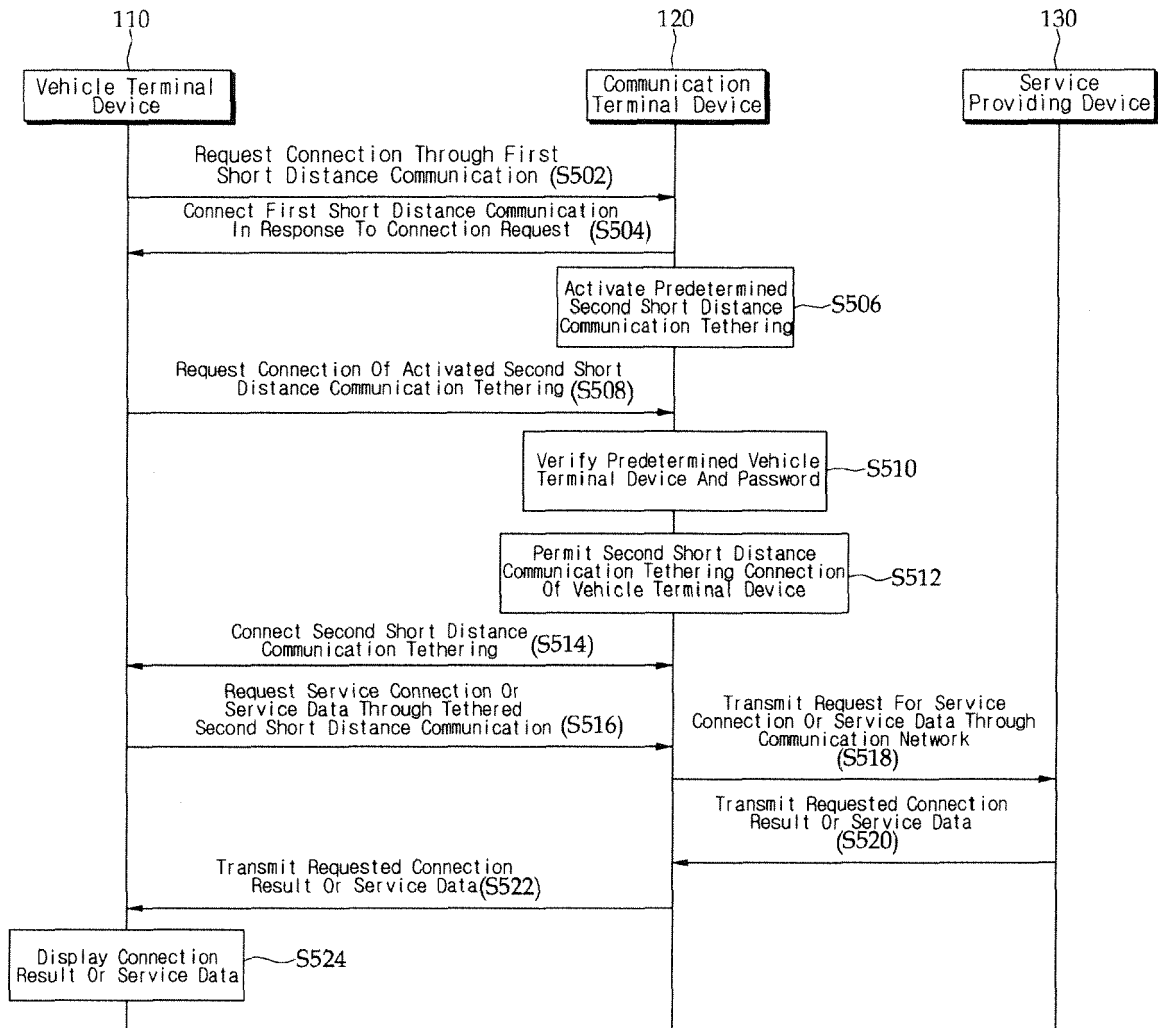 110
120
130
Vehicle Terminal
Device
Communication
Terminal Device
Service
Providing Device
Request Connection Through First
Short Distance Communication (S502)
Connect First Short Distance Communication
In Response To Connection Request (S504)
Activate Predetermined
Second Short Distance
Communication Tethering
S506
Request Connection Of Activated Second Short
Distance Communication Tethering (S508)
Verify Predetermined Vehicle
Terminal Device And Password
S510
Permit Second Short Distance
Communication Tethering Connection
Of Vehicle Terminal Device
S512
Connect Second Short Distance
Communication Tethering (S514)
Request Service Connection Or
Service Data Through Tethered
Second Short Distance Communication (S516)
Transmit Request For Service
Connection Or Service Data Through
Communication Network
(S518)
Transmit Requested Connection
Result Or Service Data
(S520)
Transmit Requested Connection
Result Or Service Data(S522)
Display Connection
Result Or Service Data
S524